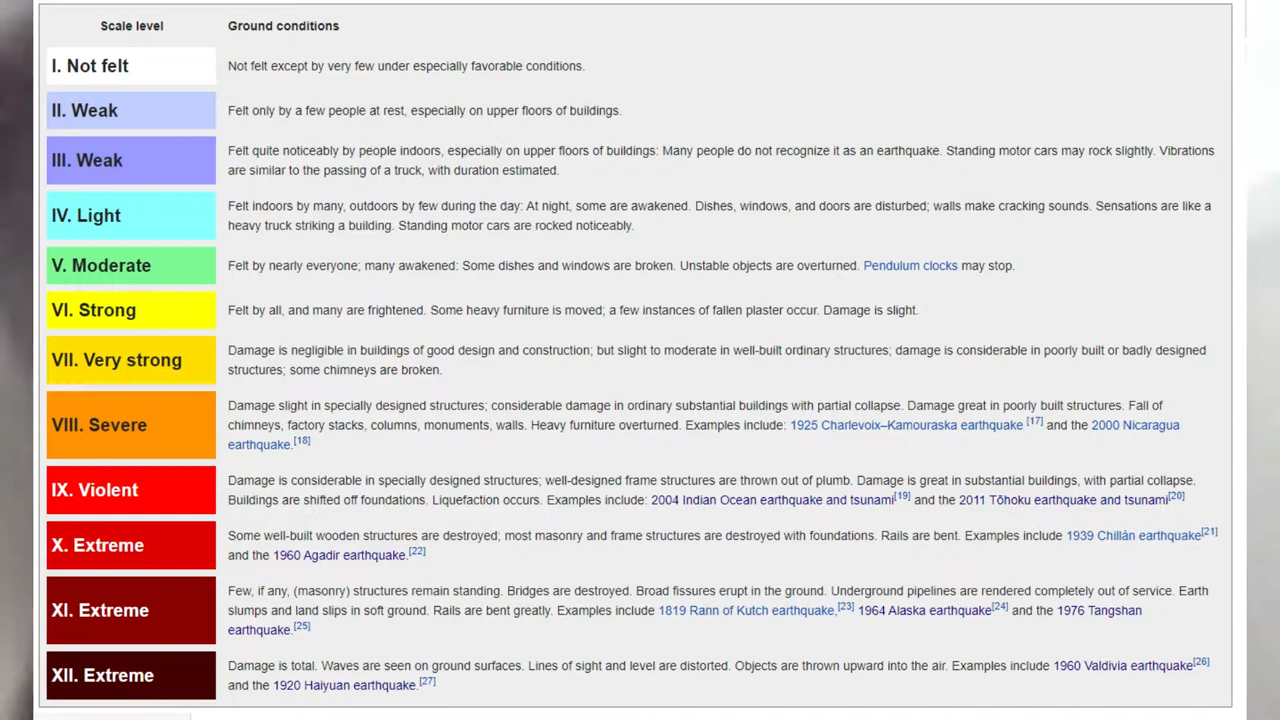 Scale level Ground conditions
I. Not felt Not felt except by very few under especially favorable conditions.
II. Weak Felt only by a few people at rest, especially on upper floors of buildings.
III. Weak Felt quite noticeably by people indoors, especially on upper floors of buildings: Many people do not recognize it as an earthquake. Standing motor cars may rock slightly. Vibrations
are similar to the passing of a truck, with duration estimated.
IV. Light Felt indoors by many, outdoors by few during the day: At night, some are awakened. Dishes, windows, and doors are disturbed; walls make cracking sounds. Sensations are like a
heavy truck striking a building. Standing motor cars are rocked noticeably.
V. Moderate Felt by nearly everyone; many awakened: Some dishes and windows are broken. Unstable objects are overturned. Pendulum clocks may stop.
VI. Strong Felt by all, and many are frightened. Some heavy furniture is moved; a few instances of fallen plaster occur. Damage is slight.
VII. Very strong Damage is negligible in buildings of good design and construction; but slight to moderate in well-built ordinary structures; damage is considerable in poorly built or badly designed
structures; some chimneys are broken.
VIII. Severe Damage slight in specially designed structures; considerable damage in ordinary substantial buildings with partial collapse. Damage great in poorly built structures. Fall of
chimneys, factory stacks, columns, monuments, walls. Heavy furniture overturned. Examples include: 1925 Charlevoix–Kamouraska earthquake [17] and the 2000 Nicaragua
earthquake.[18]
IX. Violent Damage is considerable in specially designed structures; well-designed frame structures are thrown out of plumb. Damage is great in substantial buildings, with partial collapse.
Buildings are shifted off foundations. Liquefaction occurs. Examples include: 2004 Indian Ocean earthquake and tsunami[19] and the 2011 Tōhoku earthquake and tsunami[20]
X. Extreme Some well-built wooden structures are destroyed; most masonry and frame structures are destroyed with foundations. Rails are bent. Examples include 1939 Chillán earthquake[21]
and the 1960 Agadir earthquake.[22]
XI. Extreme Few, if any, (masonry) structures remain standing. Bridges are destroyed. Broad fissures erupt in the ground. Underground pipelines are rendered completely out of service. Earth
slumps and land slips in soft ground. Rails are bent greatly. Examples include 1819 Rann of Kutch earthquake,[23] 1964 Alaska earthquake[24] and the 1976 Tangshan
earthquake.[25]
XII. Extreme Damage is total. Waves are seen on ground surfaces. Lines of sight and level are distorted. Objects are thrown upward into the air. Examples include 1960 Valdivia earthquake[26]
and the 1920 Haiyuan earthquake.[27]